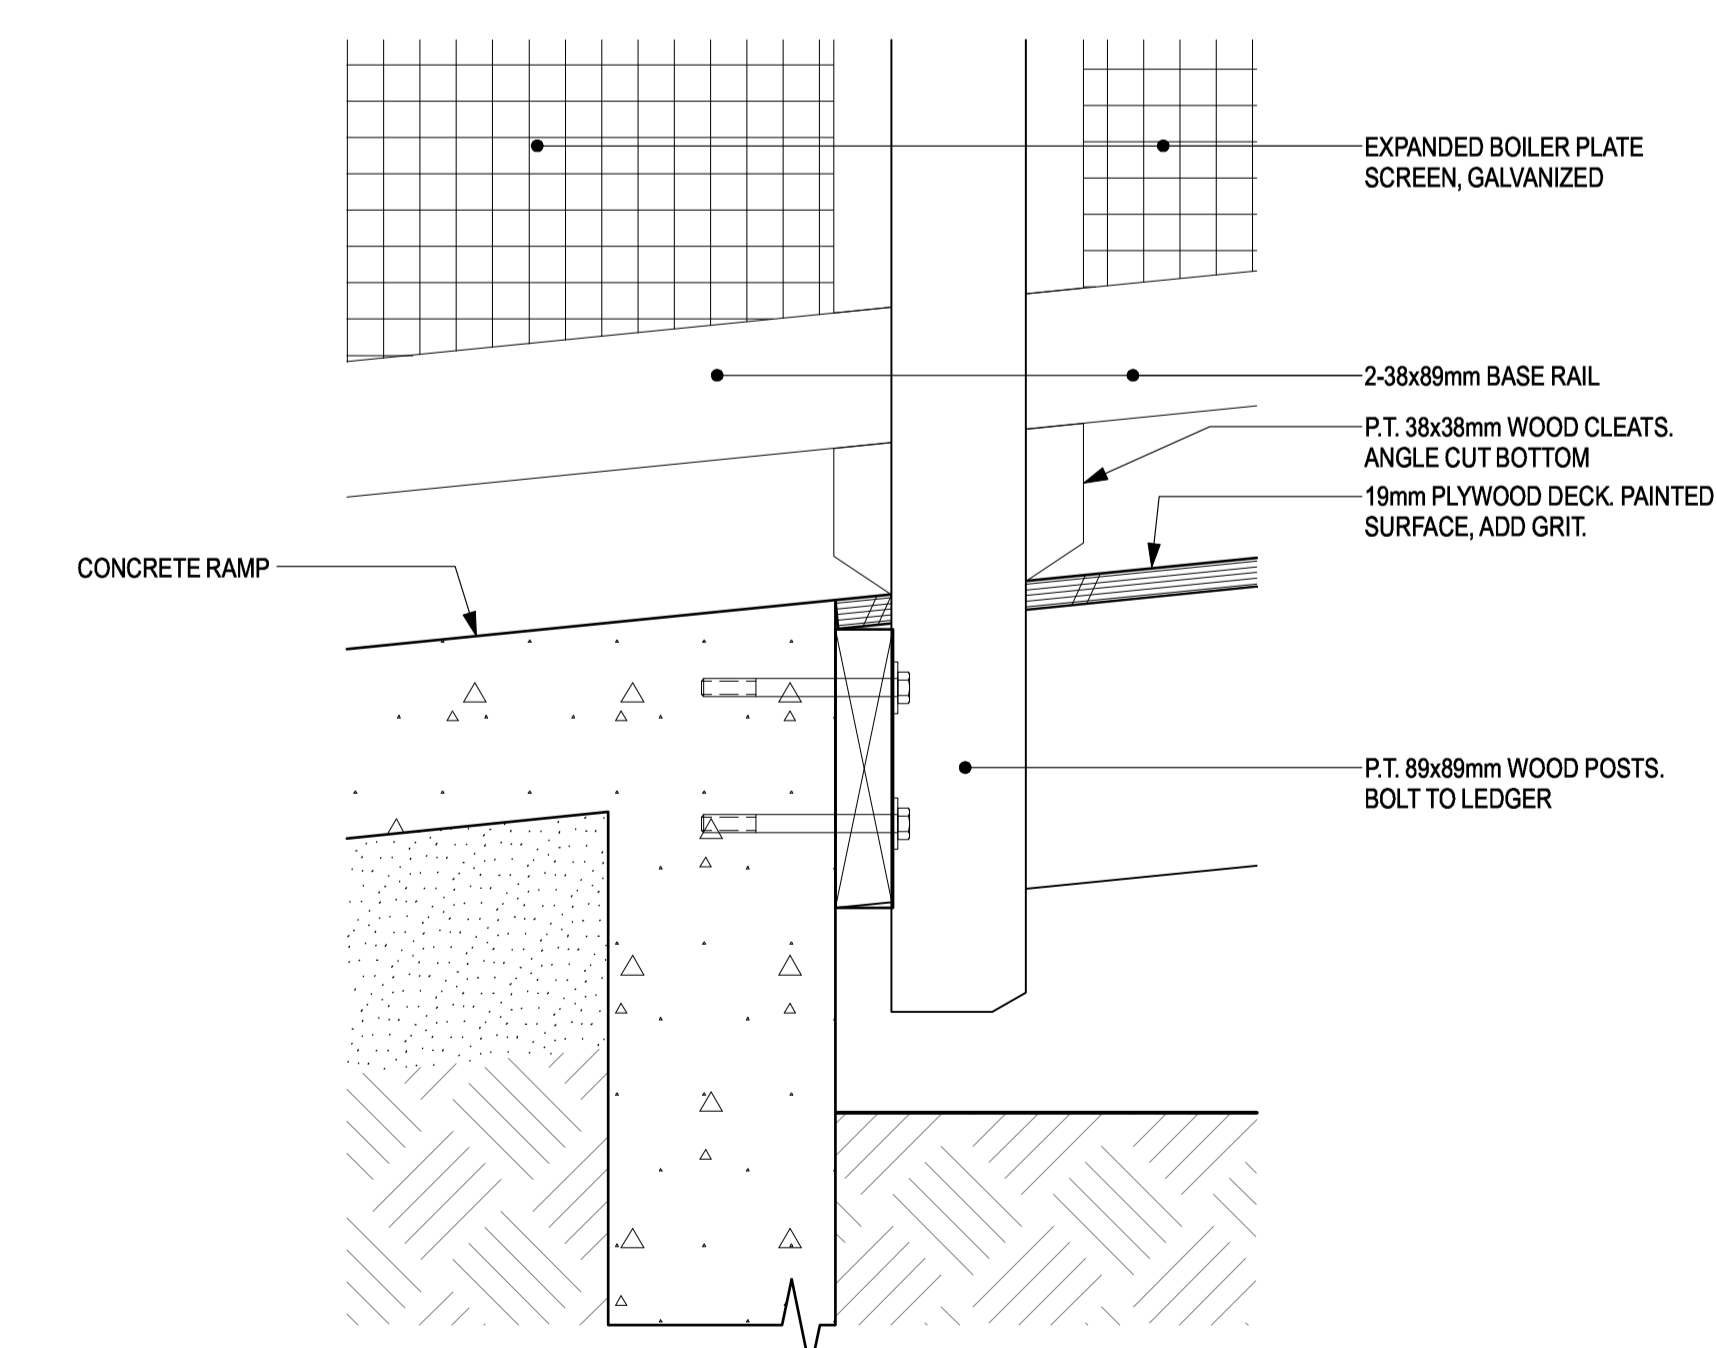 EXPANDED BOILER PLATE
SCREEN, GALVANIZED
2-38x89mm BASE RAIL
P.T. 38x38mm WOOD CLEATS.
ANGLE CUT BOTTOM
19mm PLYWOOD DECK. PAINTED
SURFACE, ADD GRIT.
CONCRETE RAMP
P.T. 89x89mm WOOD POSTS.
BOLT TO LEDGER